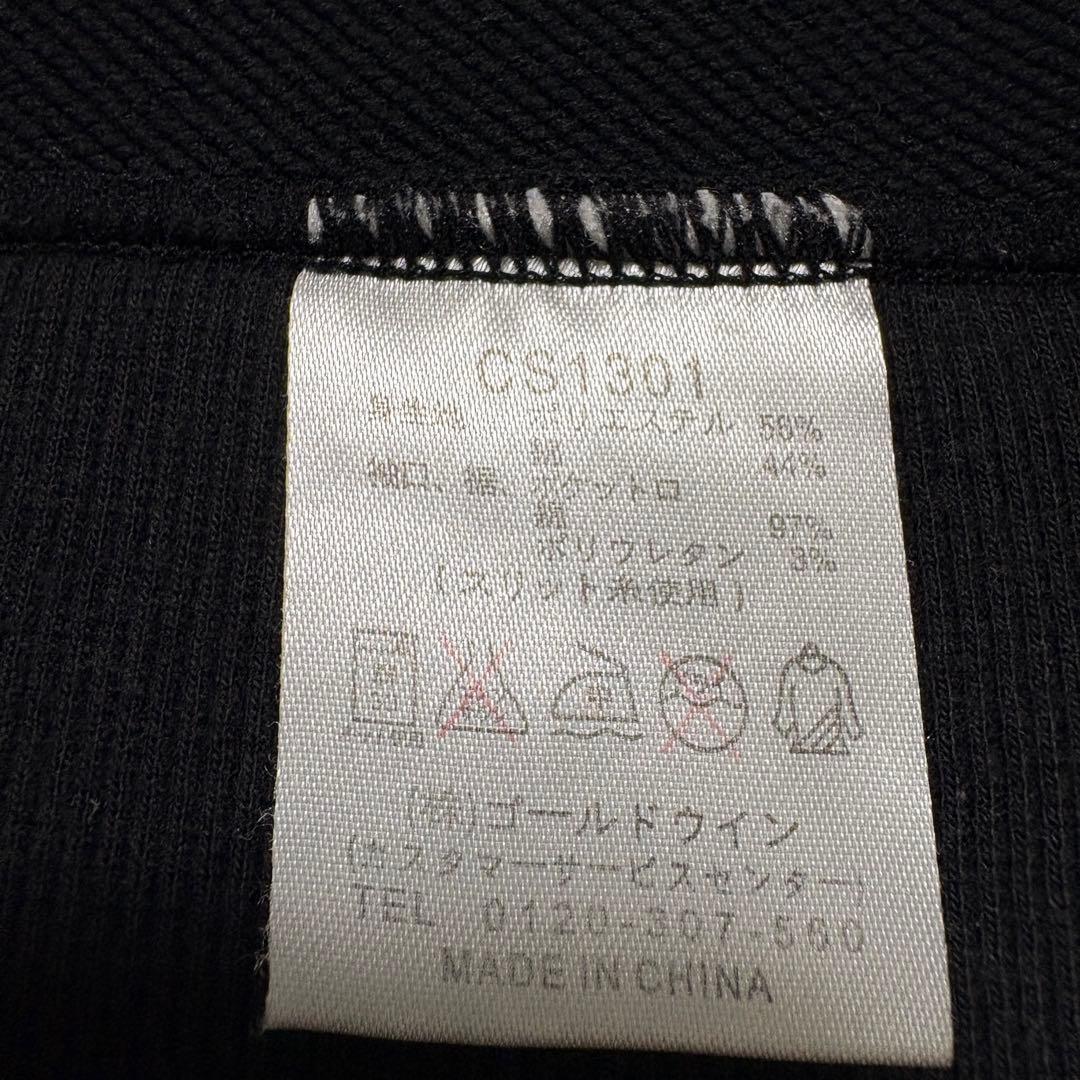 CS1301
身生地 ポリエステル 56%
綿 44%
袖口、裾、ポケット口
綿 97%
ポリウレタン 3%
(スリット糸使用)
(株)ゴールドウイン
(カスタマーサービスセンター)
TEL 0120-307-560
MADE IN CHINA